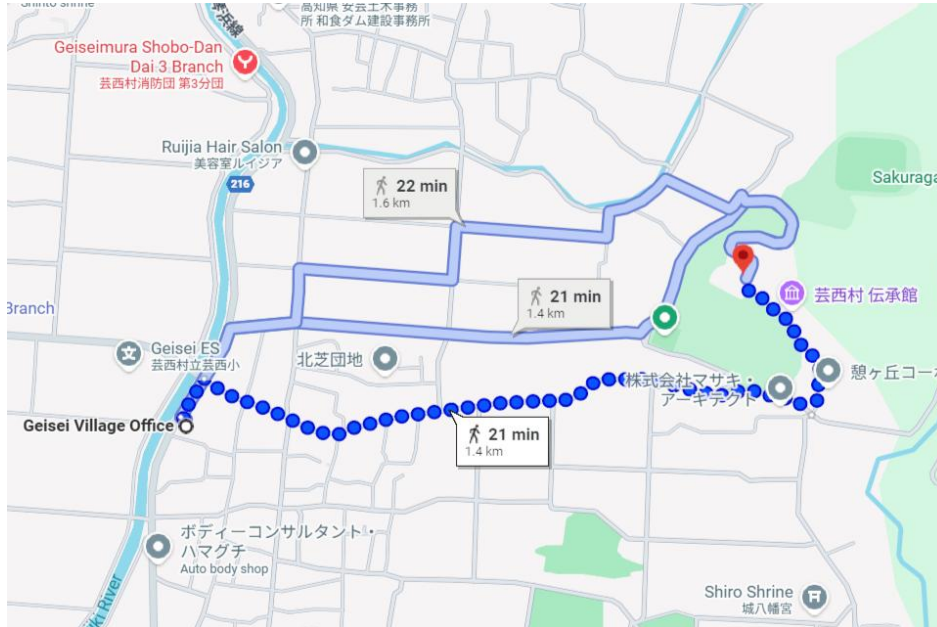 高知県 安芸土木事務
所 和食ダム建設事務所
Geiseimura Shobo-Dan
Dai 3 Branch
芸西村消防団 第3分団
Ruijia Hair Salon
美容室ルイジア
216
22 min
1.6 km
Sakuraga
21 min
1.4 km
芸西村 伝承館
Branch
Geisei ES
芸西村立芸西小
北芝団地
株式会社マサキ・
アーキテクト
憩ヶ丘コーポ
Geisei Village Office
21 min
1.4 km
ボディーコンサルタント・
ハマグチ
Auto body shop
Shiro Shrine
城八幡宮
River